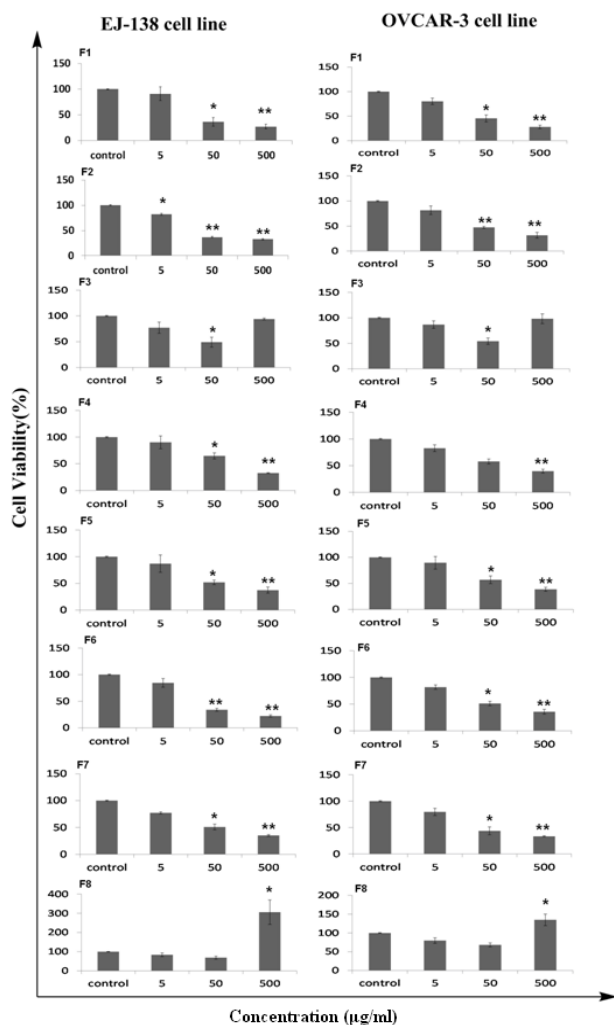 EJ-138 cell line
OVCAR-3 cell line
Cell Viability(%)
F1
150
100
50
0
* **
control 5 50 500
F1
150
100
50
0
* **
control 5 50 500
F2
150
100
50
0
* ** **
control 5 50 500
F2
150
100
50
0
** **
control 5 50 500
F3
150
100
50
0
*
control 5 50 500
F3
150
100
50
0
*
control 5 50 500
F4
150
100
50
0
* **
control 5 50 500
F4
150
100
50
0
**
control 5 50 500
F5
150
100
50
0
* **
control 5 50 500
F5
150
100
50
0
* **
control 5 50 500
F6
150
100
50
0
** **
control 5 50 500
F6
150
100
50
0
* **
control 5 50 500
F7
150
100
50
0
* **
control 5 50 500
F7
150
100
50
0
* **
control 5 50 500
F8
400
300
200
100
0
*
control 5 50 500
F8
200
150
100
50
0
*
control 5 50 500
Concentration (µg/ml)